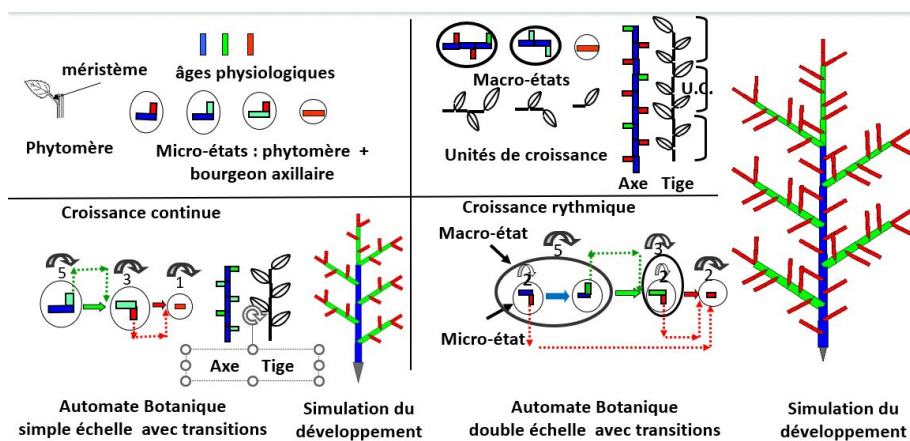 méristème
âges physiologiques
Phytomère
Micro-états : phytomère +
bourgeon axillaire
Macro-états
Unités de croissance
U.C.
Axe
Tige
Croissance continue
5
3
1
Axe
Tige
Automate Botanique
simple échelle avec transitions
Simulation du
développement
Croissance rythmique
Macro-état
5
3
2
2
2
Micro-état
Automate Botanique
double échelle avec transitions
Simulation du
développement